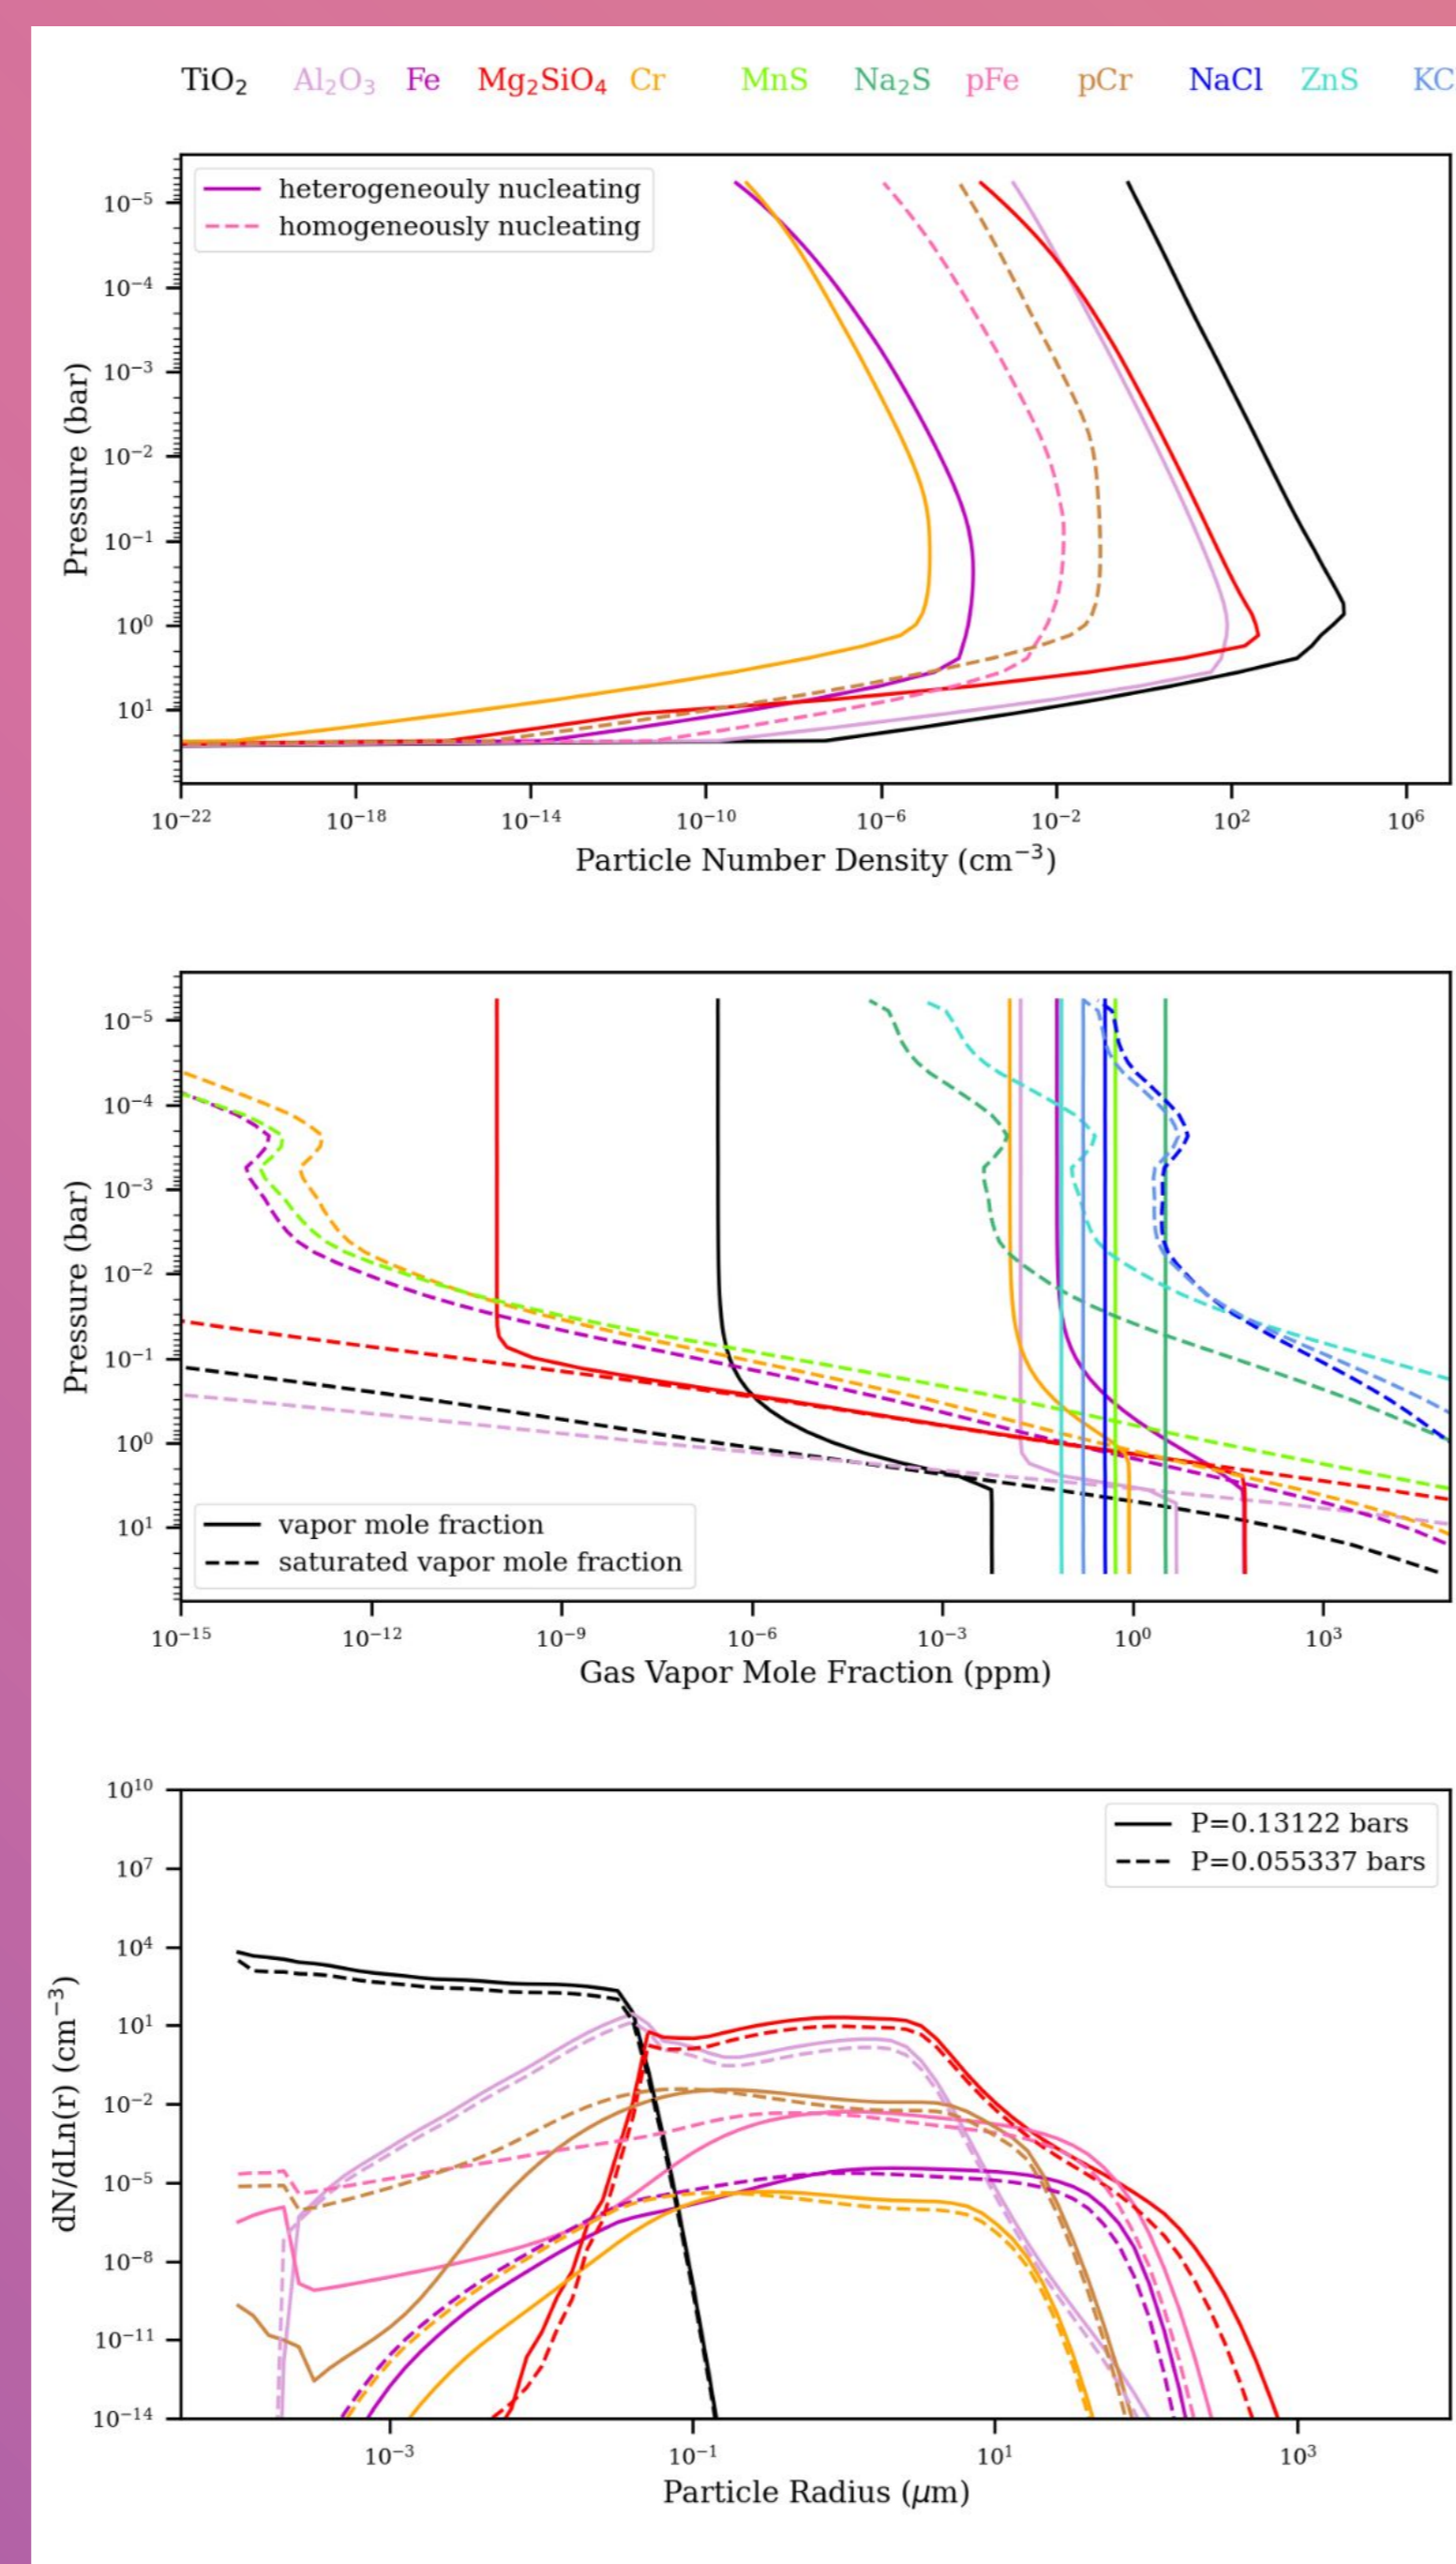 TiO₂ Al₂O₃ Fe Mg₂SiO₄ Cr MnS Na₂S pFe pCr NaCl ZnS KC
heterogeneouly nucleating
homogeneously nucleating
10⁻⁵
10⁻⁴
10⁻³
10⁻²
10⁻¹
10⁰
10¹
Pressure (bar)
10⁻²² 10⁻¹⁸ 10⁻¹⁴ 10⁻¹⁰ 10⁻⁶ 10⁻² 10² 10⁶
Particle Number Density (cm⁻³)
10⁻⁵
10⁻⁴
10⁻³
10⁻²
10⁻¹
10⁰
10¹
Pressure (bar)
vapor mole fraction
saturated vapor mole fraction
10⁻¹⁵ 10⁻¹² 10⁻⁹ 10⁻⁶ 10⁻³ 10⁰ 10³
Gas Vapor Mole Fraction (ppm)
P=0.13122 bars
P=0.055337 bars
10¹⁰
10⁷
10⁴
10¹
10⁻²
10⁻⁵
10⁻⁸
10⁻¹¹
10⁻¹⁴
dN/dLn(r) (cm⁻³)
10⁻³ 10⁻¹ 10¹ 10³
Particle Radius (μm)